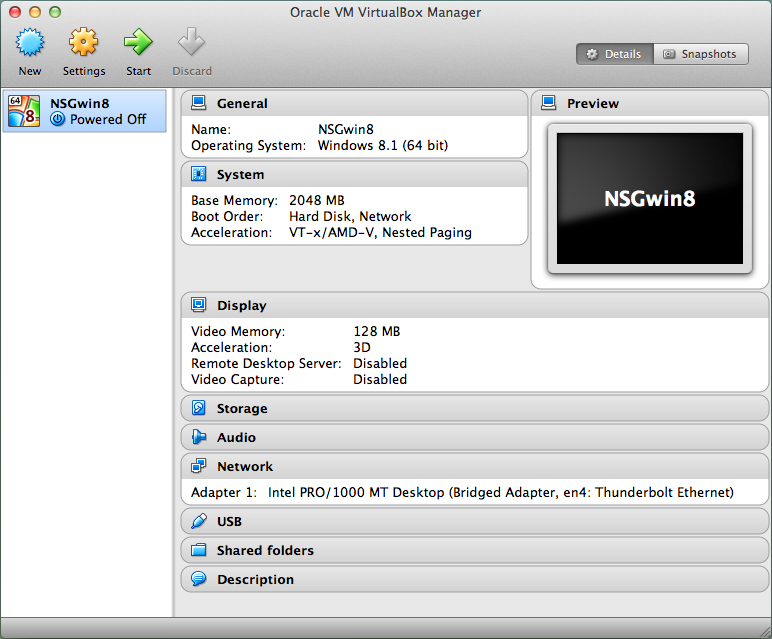 Oracle VM VirtualBox Manager
New Settings Start Discard
Details Snapshots
64
8
NSGwin8
Powered Off
General
Name: NSGwin8
Operating System: Windows 8.1 (64 bit)
System
Base Memory: 2048 MB
Boot Order: Hard Disk, Network
Acceleration: VT-x/AMD-V, Nested Paging
Preview
NSGwin8
Display
Video Memory: 128 MB
Acceleration: 3D
Remote Desktop Server: Disabled
Video Capture: Disabled
Storage
Audio
Network
Adapter 1: Intel PRO/1000 MT Desktop (Bridged Adapter, en4: Thunderbolt Ethernet)
USB
Shared folders
Description